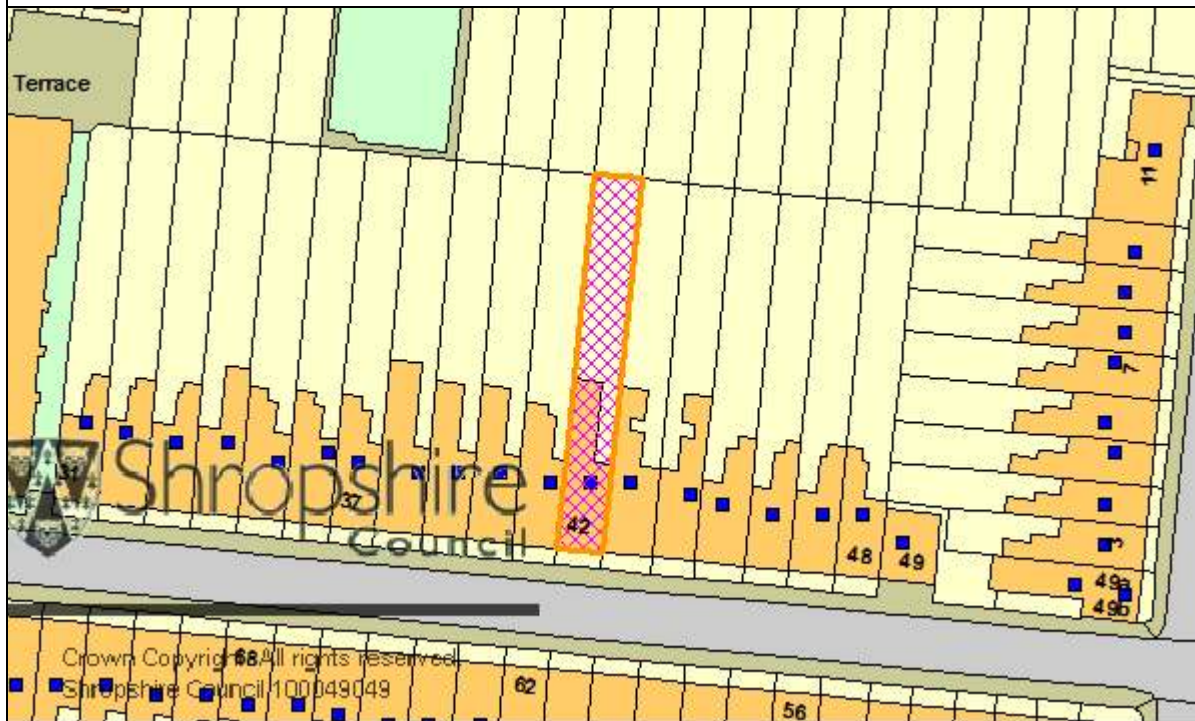 Terrace
11
7
31
37
Shropshire
Council
42
48
49
3
49a
49b
Crown Copyright All rights reserved
68
Shropshire Council 100049049
62
56